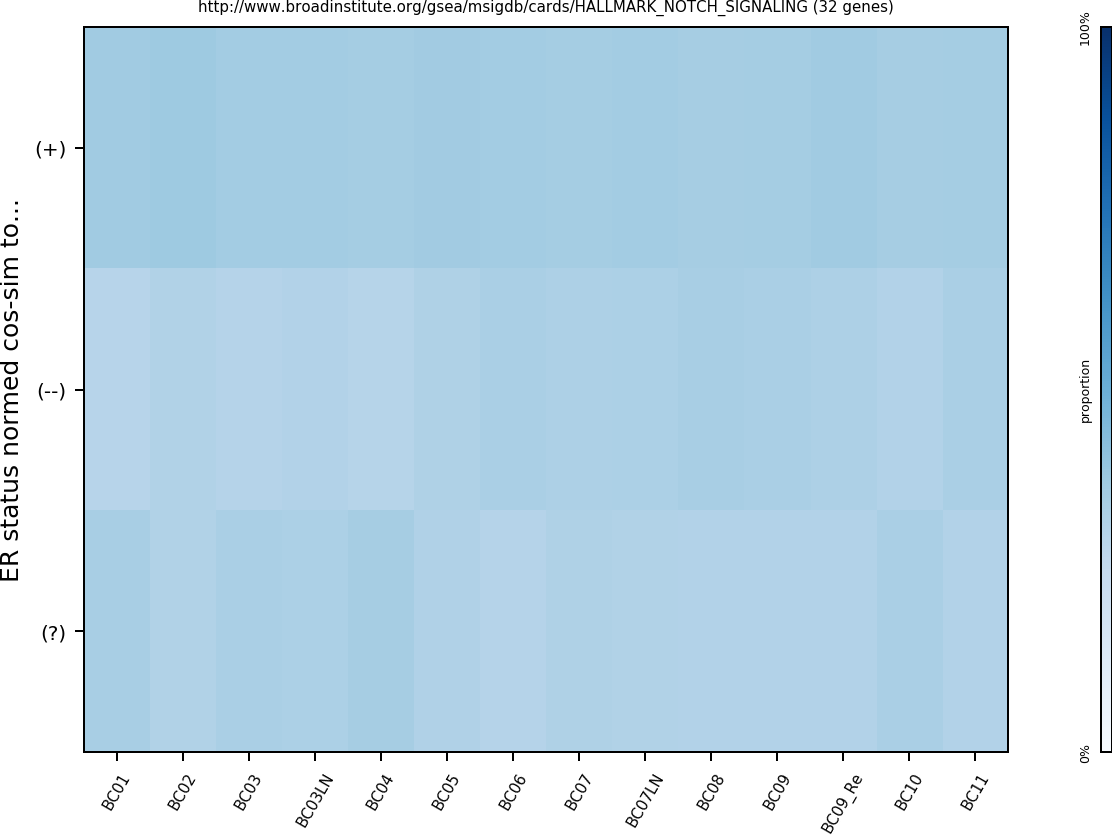 http://www.broadinstitute.org/gsea/msigdb/cards/HALLMARK_NOTCH_SIGNALING (32 genes)
ER status normed cos-sim to...
(+)
(--)
(?)
BC01
BC02
BC03
BC03LN
BC04
BC05
BC06
BC07
BC07LN
BC08
BC09
BC09_Re
BC10
BC11
100%
proportion
0%